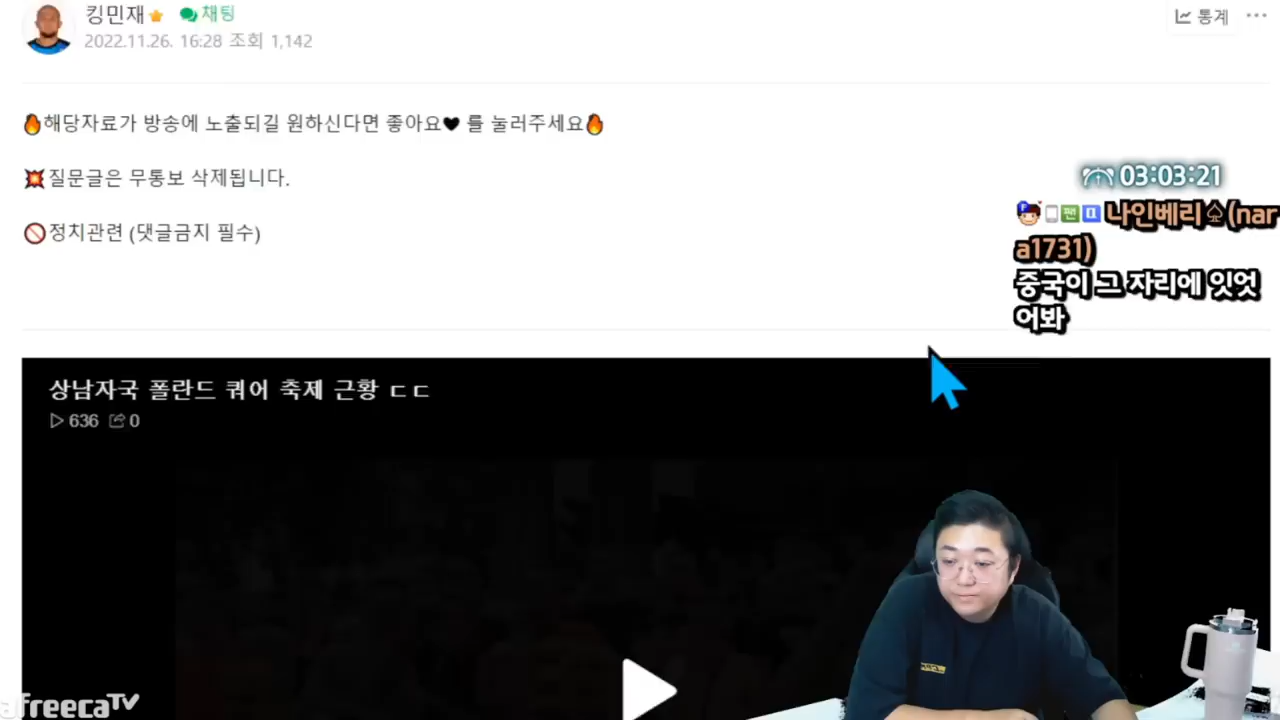 킹민재 채팅
통계
2022.11.26. 16:28 조회 1,142
해당자료가 방송에 노출되길 원하신다면 좋아요🖤 를 눌러주세요
질문글은 무통보 삭제됩니다.
정치관련 (댓글금지 필수)
03:03:21
팬 나인베리♤(nar
a1731)
중국이 그 자리에 잇엇
어봐
상남자국 폴란드 퀴어 축제 근황 ㄷㄷ
636 0
afreecaTV